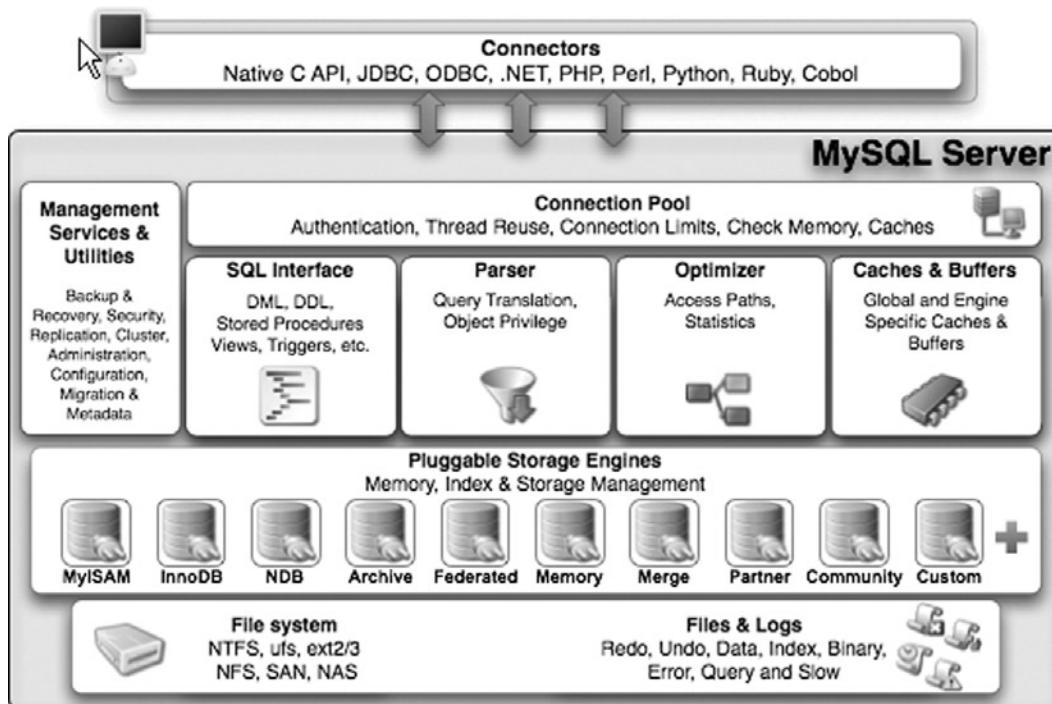 Connectors
Native C API, JDBC, ODBC, .NET, PHP, Perl, Python, Ruby, Cobol
MySQL Server
Management
Services &
Utilities
Backup &
Recovery, Security,
Replication, Cluster,
Administration,
Configuration,
Migration &
Metadata
Connection Pool
Authentication, Thread Reuse, Connection Limits, Check Memory, Caches
SQL Interface
DML, DDL,
Stored Procedures
Views, Triggers, etc.
Parser
Query Translation,
Object Privilege
Optimizer
Access Paths,
Statistics
Caches & Buffers
Global and Engine
Specific Caches &
Buffers
Pluggable Storage Engines
Memory, Index & Storage Management
MyISAM
InnoDB
NDB
Archive
Federated
Memory
Merge
Partner
Community
Custom
File system
NTFS, ufs, ext2/3
NFS, SAN, NAS
Files & Logs
Redo, Undo, Data, Index, Binary,
Error, Query and Slow